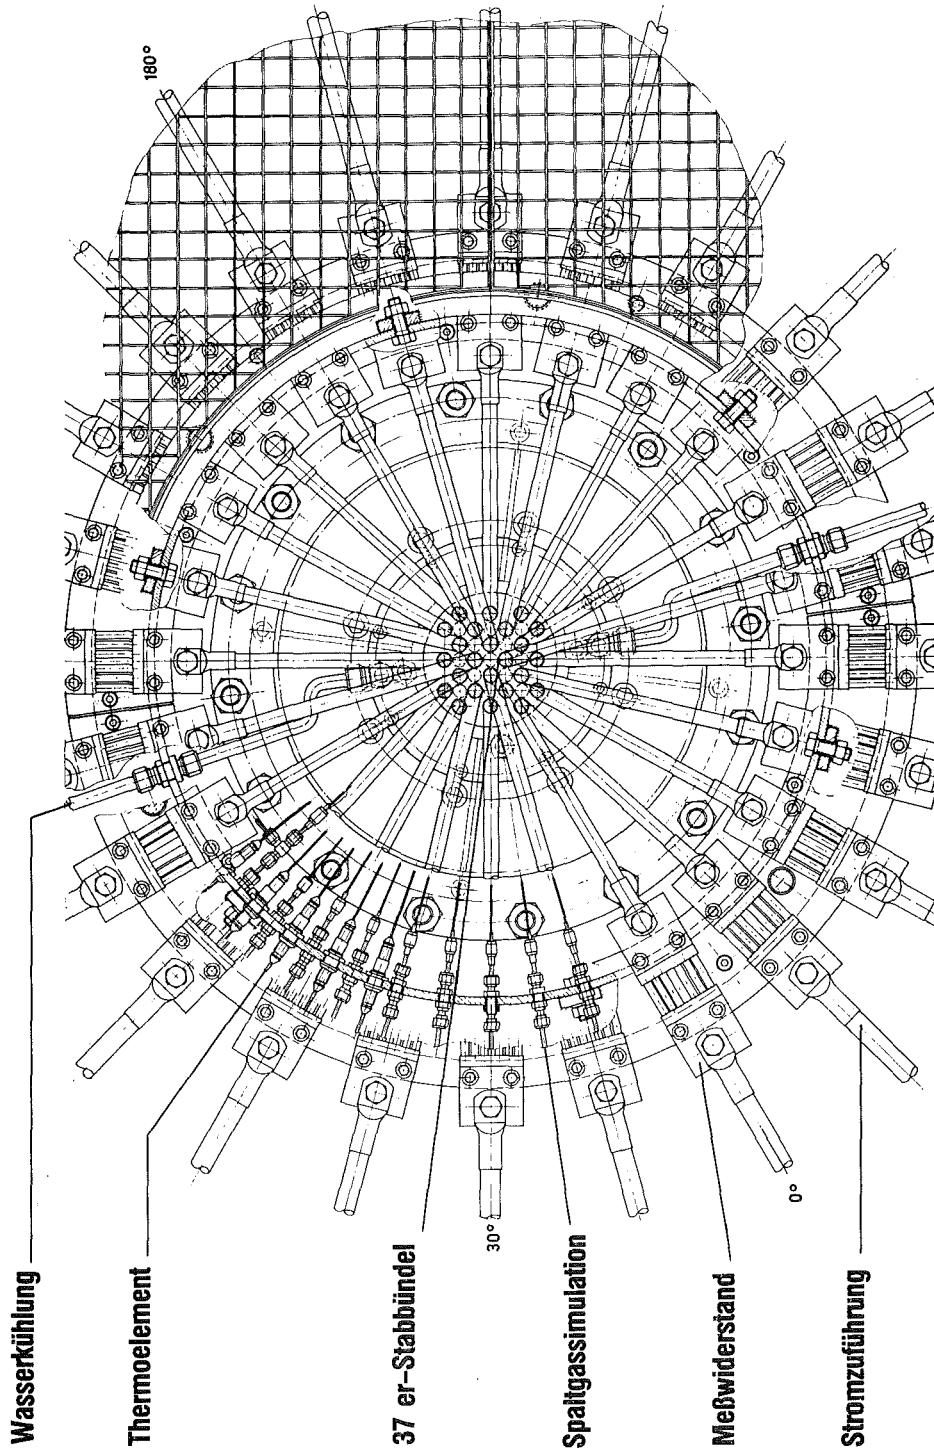 Wasserkühlung
Thermoelement
37 er-Stabbündel
Spaltgassimulation
Meßwiderstand
Stromzuführung
180°
30°
0°